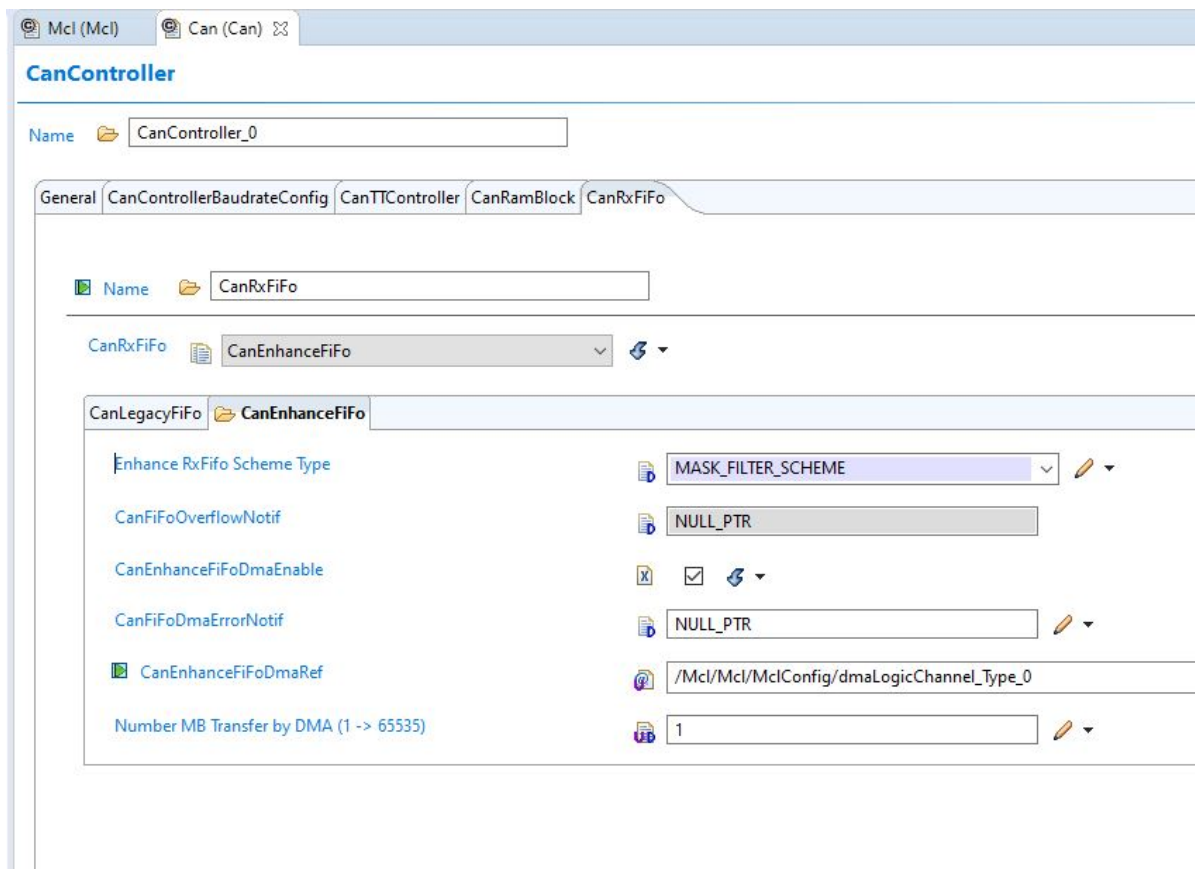 Mcl (Mcl) Can (Can)
CanController
Name CanController_0
General CanControllerBaudrateConfig CanTTController CanRamBlock CanRxFiFo
Name CanRxFiFo
CanRxFiFo CanEnhanceFiFo
CanLegacyFiFo CanEnhanceFiFo
Enhance RxFifo Scheme Type MASK_FILTER_SCHEME
CanFiFoOverflowNotif NULL_PTR
CanEnhanceFiFoDmaEnable
CanFiFoDmaErrorNotif NULL_PTR
CanEnhanceFiFoDmaRef /Mcl/Mcl/MclConfig/dmaLogicChannel_Type_0
Number MB Transfer by DMA (1 -> 65535) 1